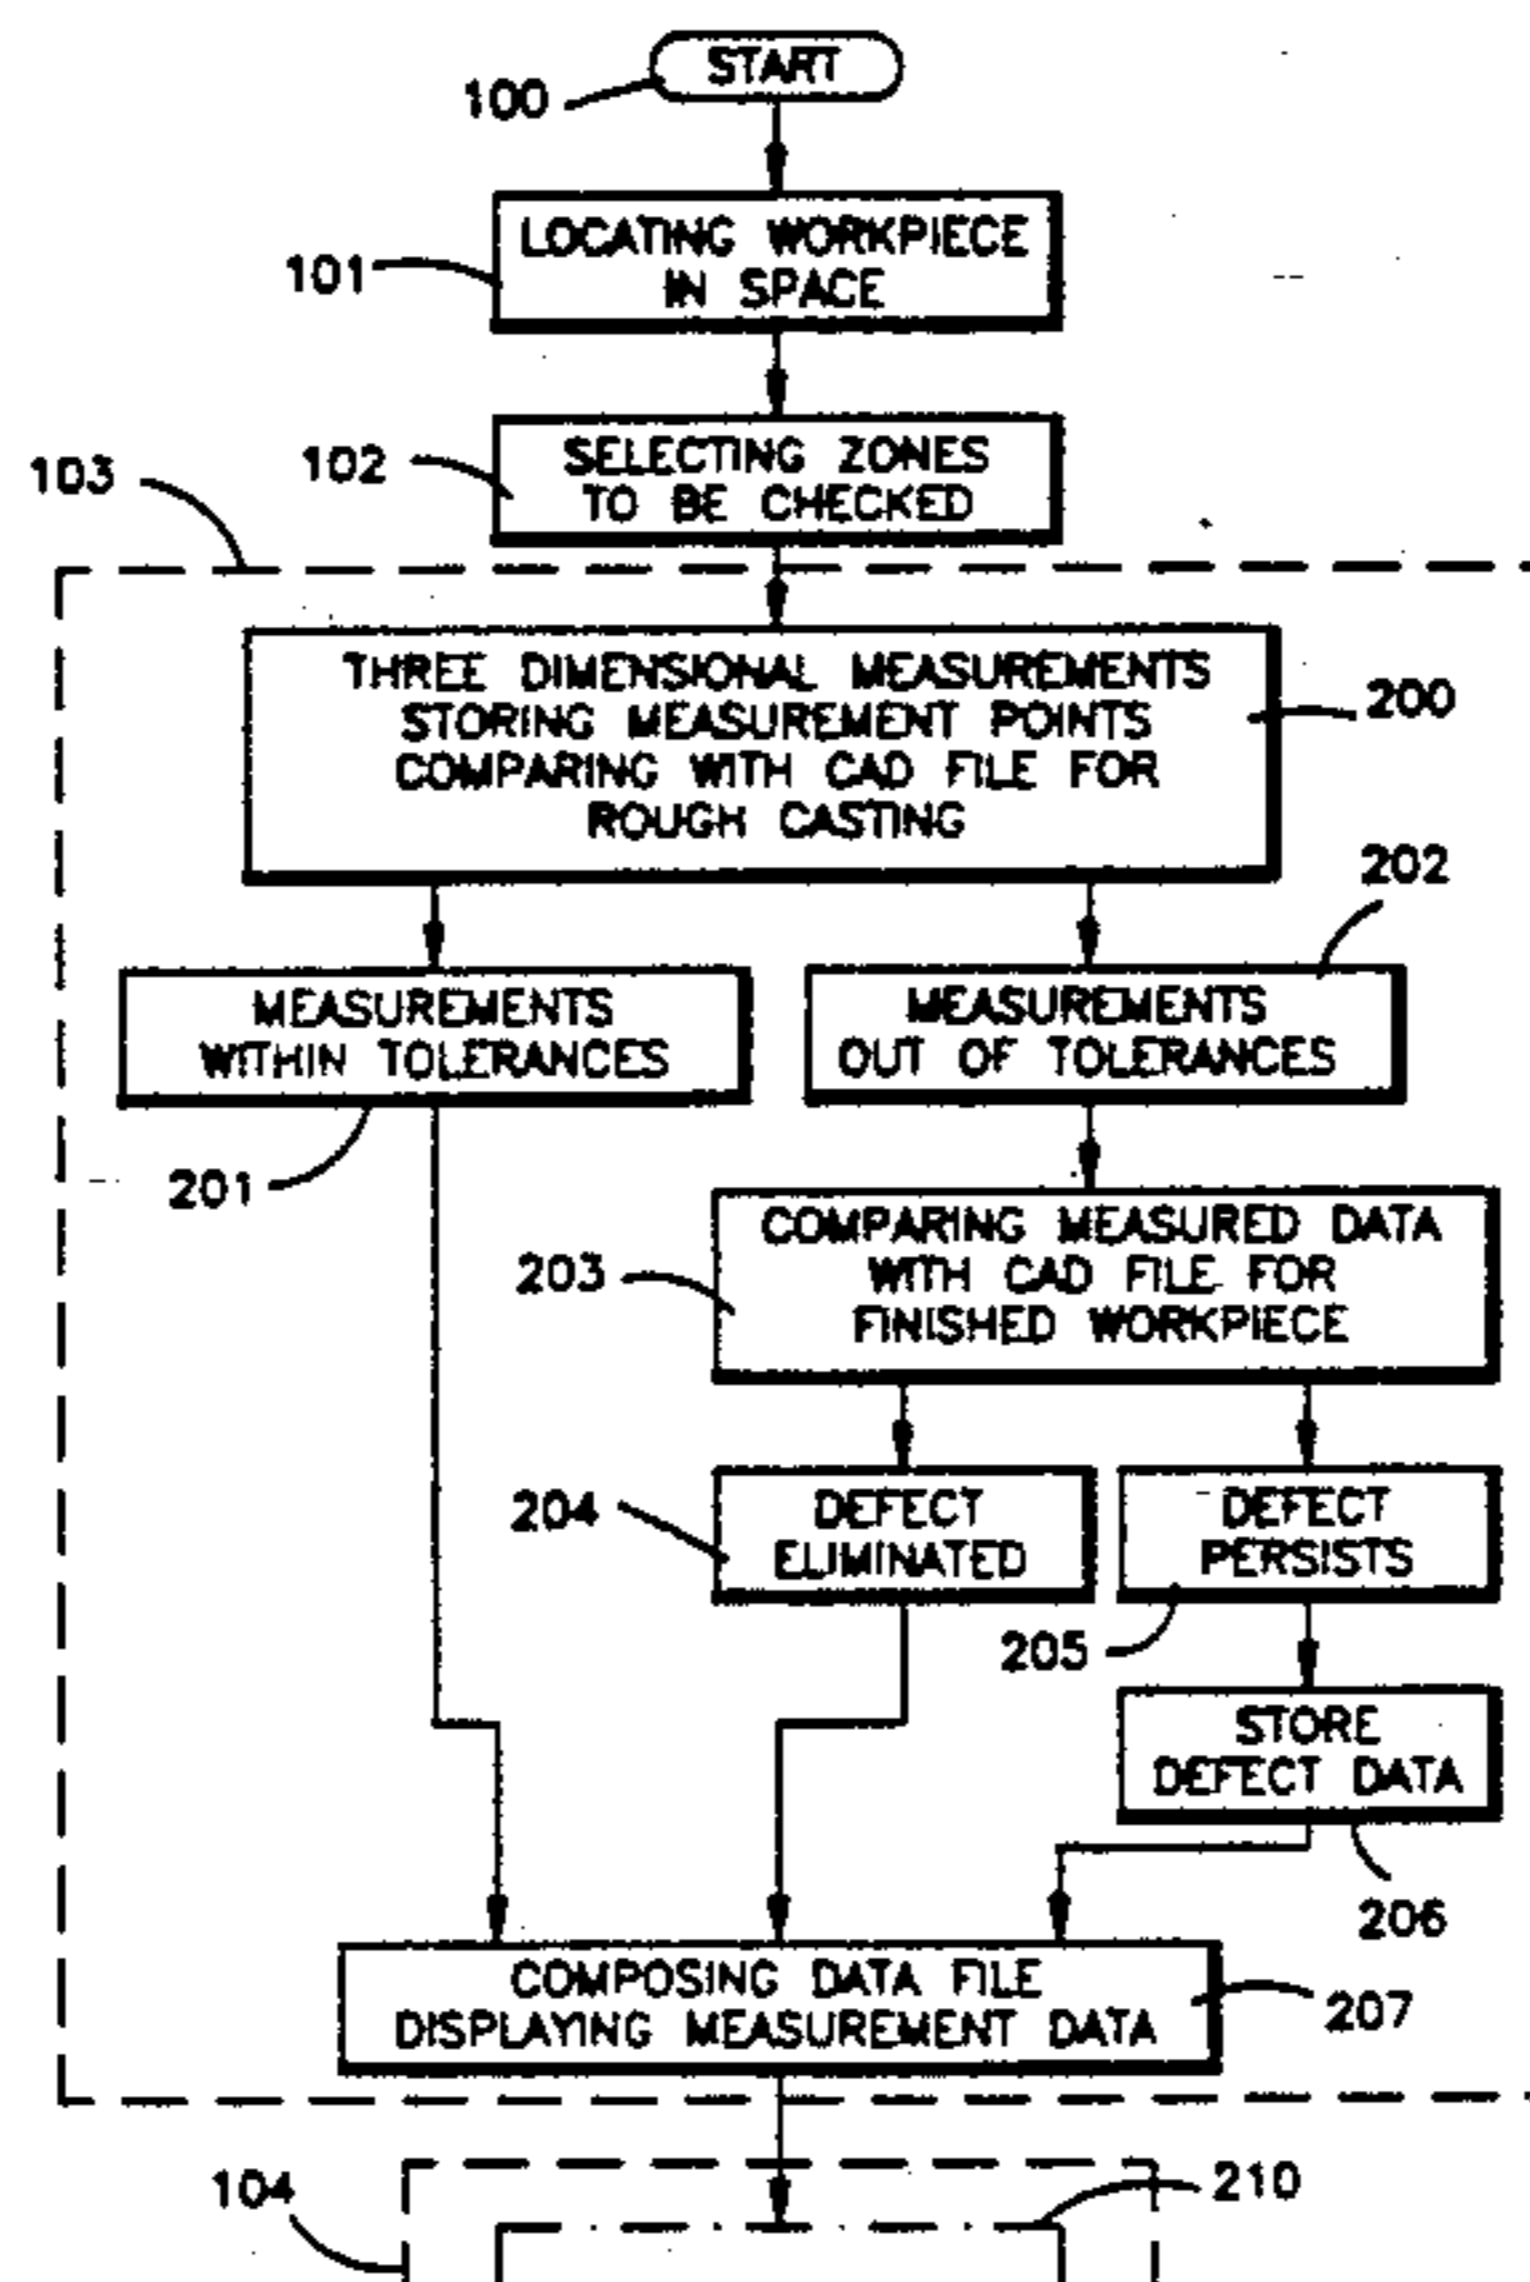 START
100
LOCATING WORKPIECE
IN SPACE
101
SELECTING ZONES
TO BE CHECKED
102
103
THREE DIMENSIONAL MEASUREMENTS
STORING MEASUREMENT POINTS
COMPARING WITH CAD FILE FOR
ROUGH CASTING
200
202
MEASUREMENTS
WITHIN TOLERANCES
MEASUREMENTS
OUT OF TOLERANCES
201
COMPARING MEASURED DATA
WITH CAD FILE FOR
FINISHED WORKPIECE
203
204
DEFECT
ELIMINATED
DEFECT
PERSISTS
205
STORE
DEFECT DATA
206
COMPOSING DATA FILE
DISPLAYING MEASUREMENT DATA
207
104
210